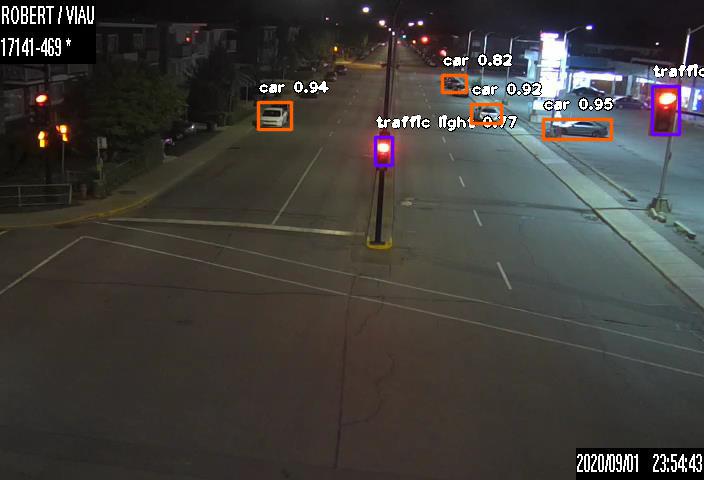 ROBERT / VIAU
17141-469 *
car 0.82
car 0.94
car 0.92
car 0.95
traffic
traffic light 0.77
2020/09/01 23:54:43